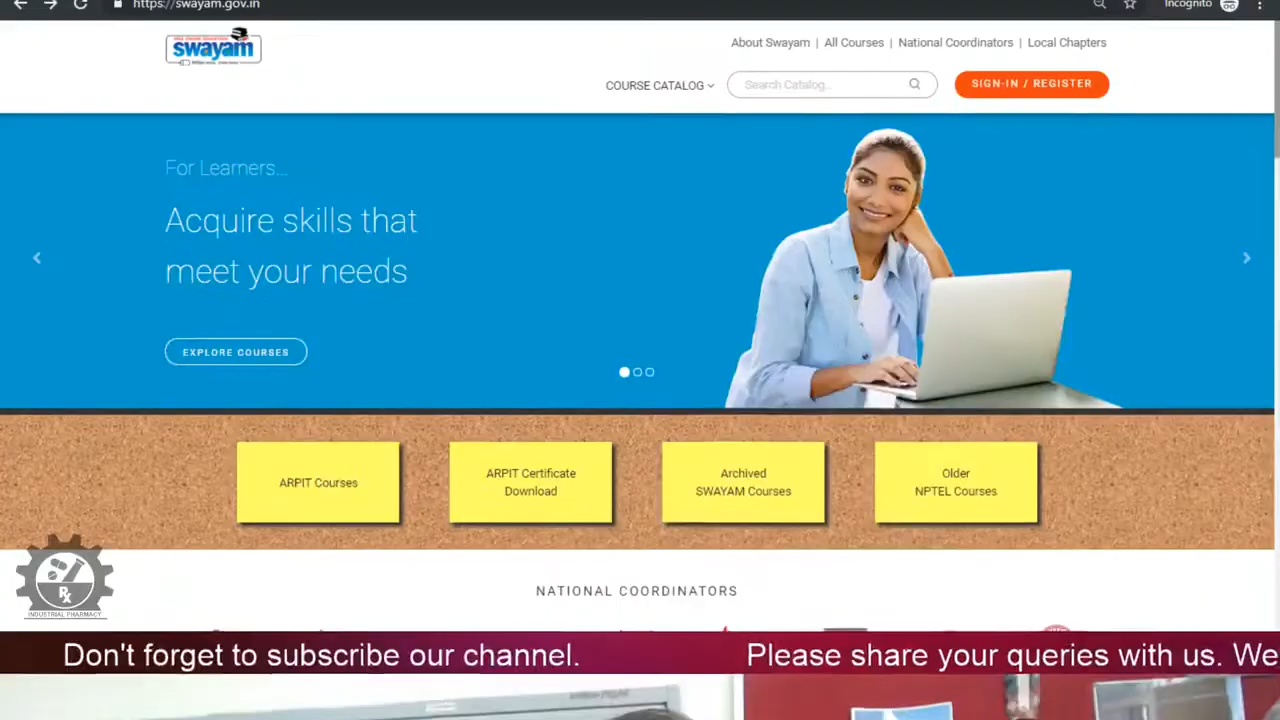 https://swayam.gov.in
Incognito
swayam
About Swayam | All Courses | National Coordinators | Local Chapters
COURSE CATALOG
Search Catalog...
SIGN-IN / REGISTER
For Learners...
Acquire skills that
meet your needs
EXPLORE COURSES
ARPIT Courses
ARPIT Certificate
Download
Archived
SWAYAM Courses
Older
NPTEL Courses
NATIONAL COORDINATORS
Rx
INDUSTRIAL PHARMACY
Don't forget to subscribe our channel.
Please share your queries with us. We